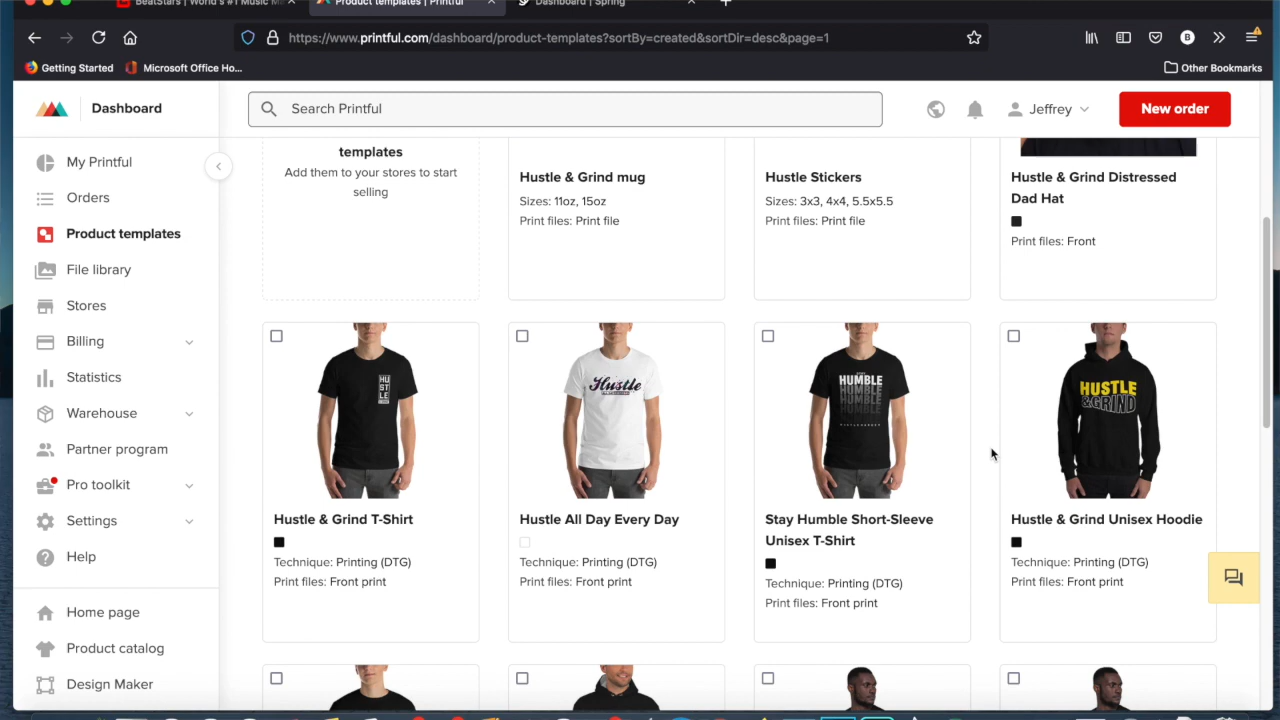 BeatStars | World's #1 Music Ma
Product templates | Printful
Dashboard | Spring
https://www.printful.com/dashboard/product-templates?sortBy=created&sortDir=desc&page=1
B
Getting Started
Microsoft Office Ho...
Other Bookmarks
Dashboard
Search Printful
Jeffrey
New order
My Printful
Orders
Product templates
File library
Stores
Billing
Statistics
Warehouse
Partner program
Pro toolkit
Settings
Help
Home page
Product catalog
Design Maker
templates
Add them to your stores to start
selling
Hustle & Grind mug
Sizes: 11oz, 15oz
Print files: Print file
Hustle Stickers
Sizes: 3x3, 4x4, 5.5x5.5
Print files: Print file
Hustle & Grind Distressed
Dad Hat
Print files: Front
HU
ST
LE
Hustle & Grind T-Shirt
Technique: Printing (DTG)
Print files: Front print
Hustle
Hustle All Day Every Day
Technique: Printing (DTG)
Print files: Front print
STAY
HUMBLE
HUMBLE
HUMBLE
HUMBLE
Stay Humble Short-Sleeve
Unisex T-Shirt
Technique: Printing (DTG)
Print files: Front print
HUSTLE
&GRIND
Hustle & Grind Unisex Hoodie
Technique: Printing (DTG)
Print files: Front print